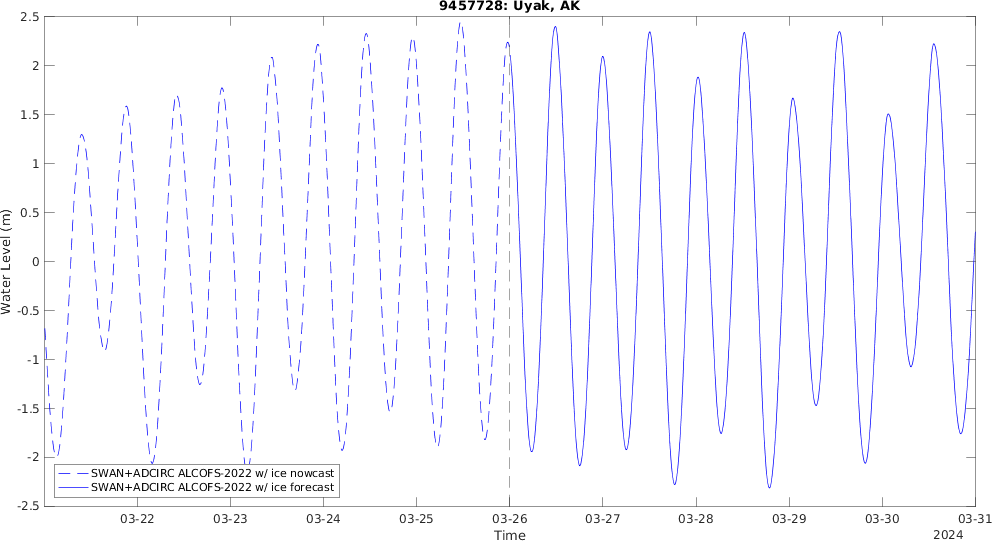 9457728: Uyak, AK
2.5
2
1.5
1
0.5
0
-0.5
-1
-1.5
-2
-2.5
Water Level (m)
SWAN+ADCIRC ALCOFS-2022 w/ ice nowcast
SWAN+ADCIRC ALCOFS-2022 w/ ice forecast
03-22 03-23 03-24 03-25 03-26 03-27 03-28 03-29 03-30 03-31
Time
2024